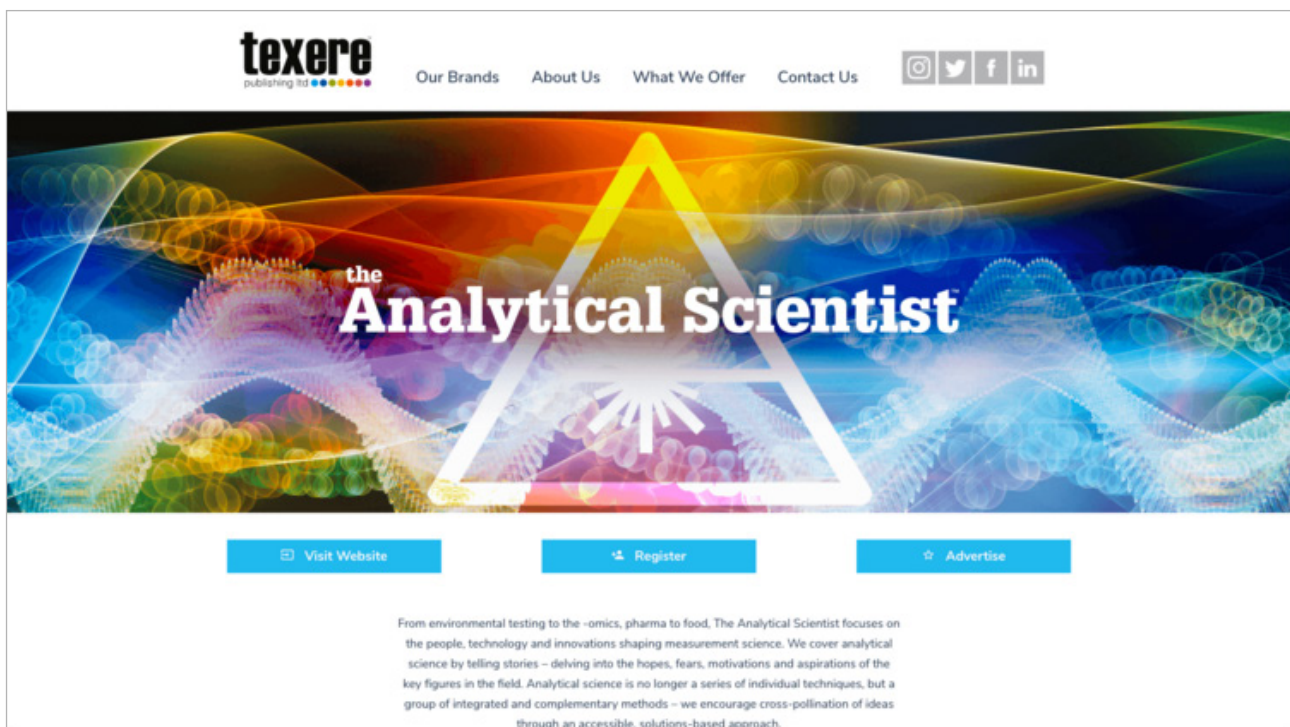 texere
publishing ltd
Our Brands
About Us
What We Offer
Contact Us
the
Analytical Scientist™
Visit Website
Register
Advertise
From environmental testing to the -omics, pharma to food, The Analytical Scientist focuses on
the people, technology and innovations shaping measurement science. We cover analytical
science by telling stories – delving into the hopes, fears, motivations and aspirations of the
key figures in the field. Analytical science is no longer a series of individual techniques, but a
group of integrated and complementary methods – we encourage cross-pollination of ideas
through an accessible, solutions-based approach.